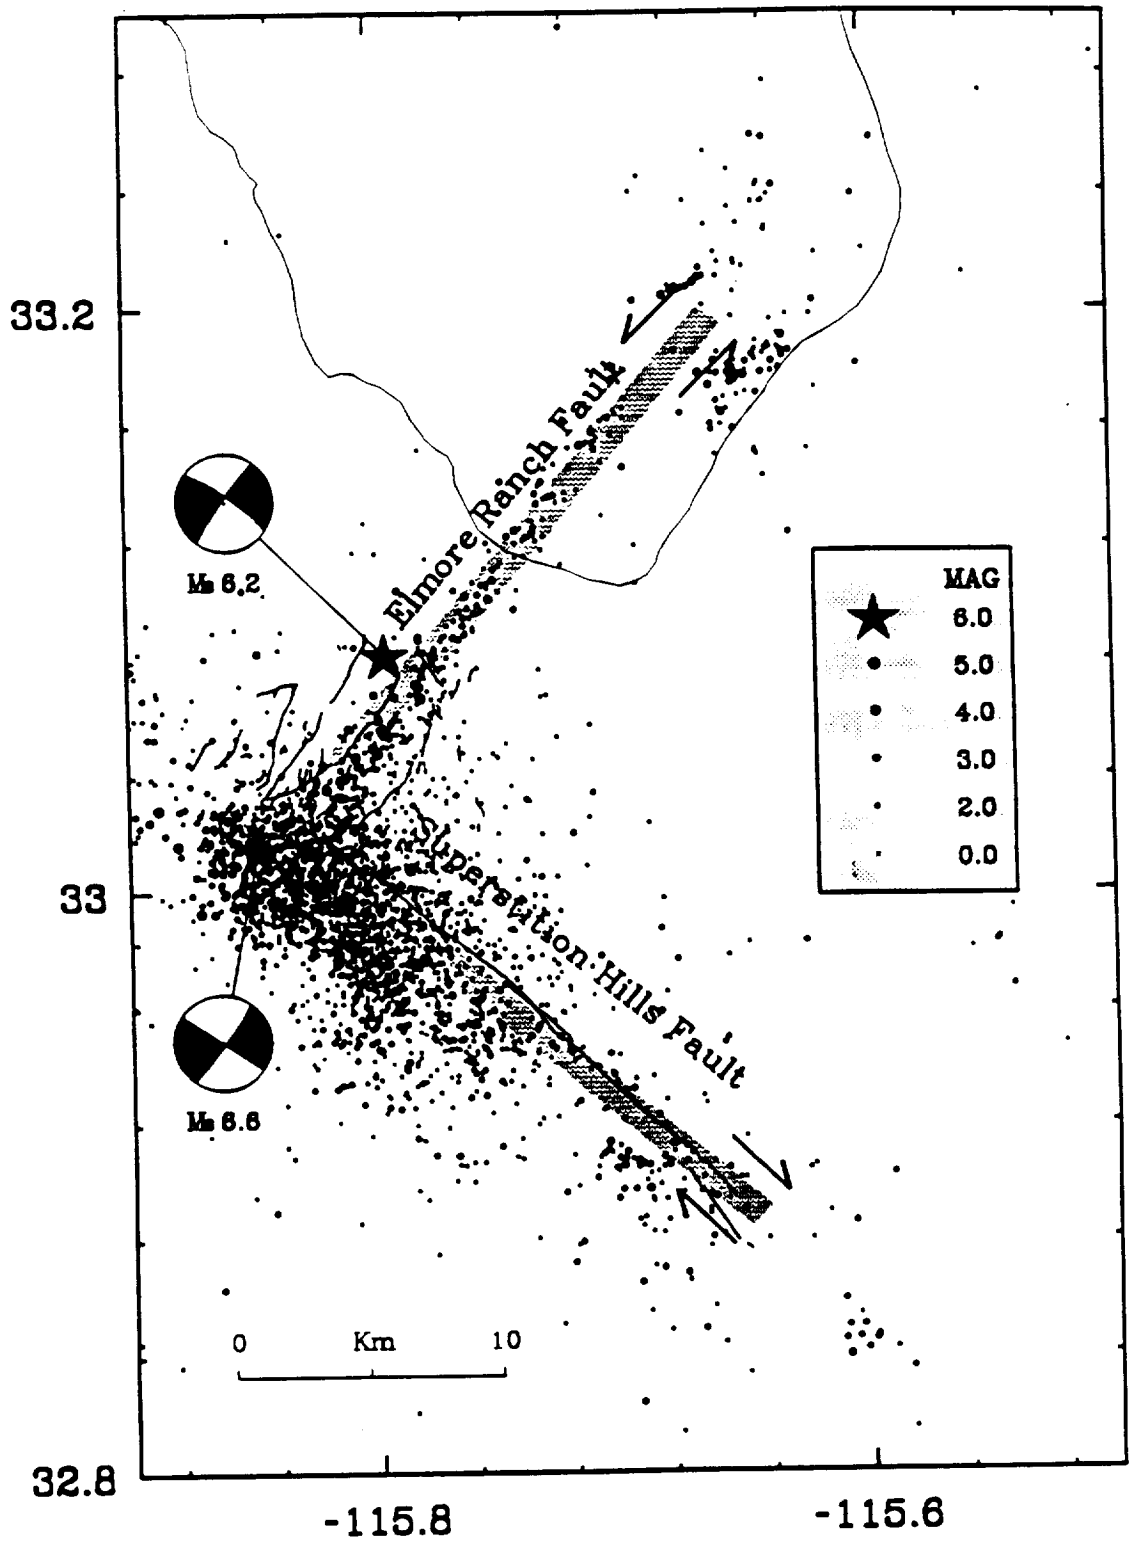 33.2
Elmore Ranch Fault
Ms 6.2
MAG
6.0
5.0
4.0
3.0
2.0
0.0
33
Superstition Hills Fault
Ms 6.6
0 Km 10
32.8
-115.8
-115.6